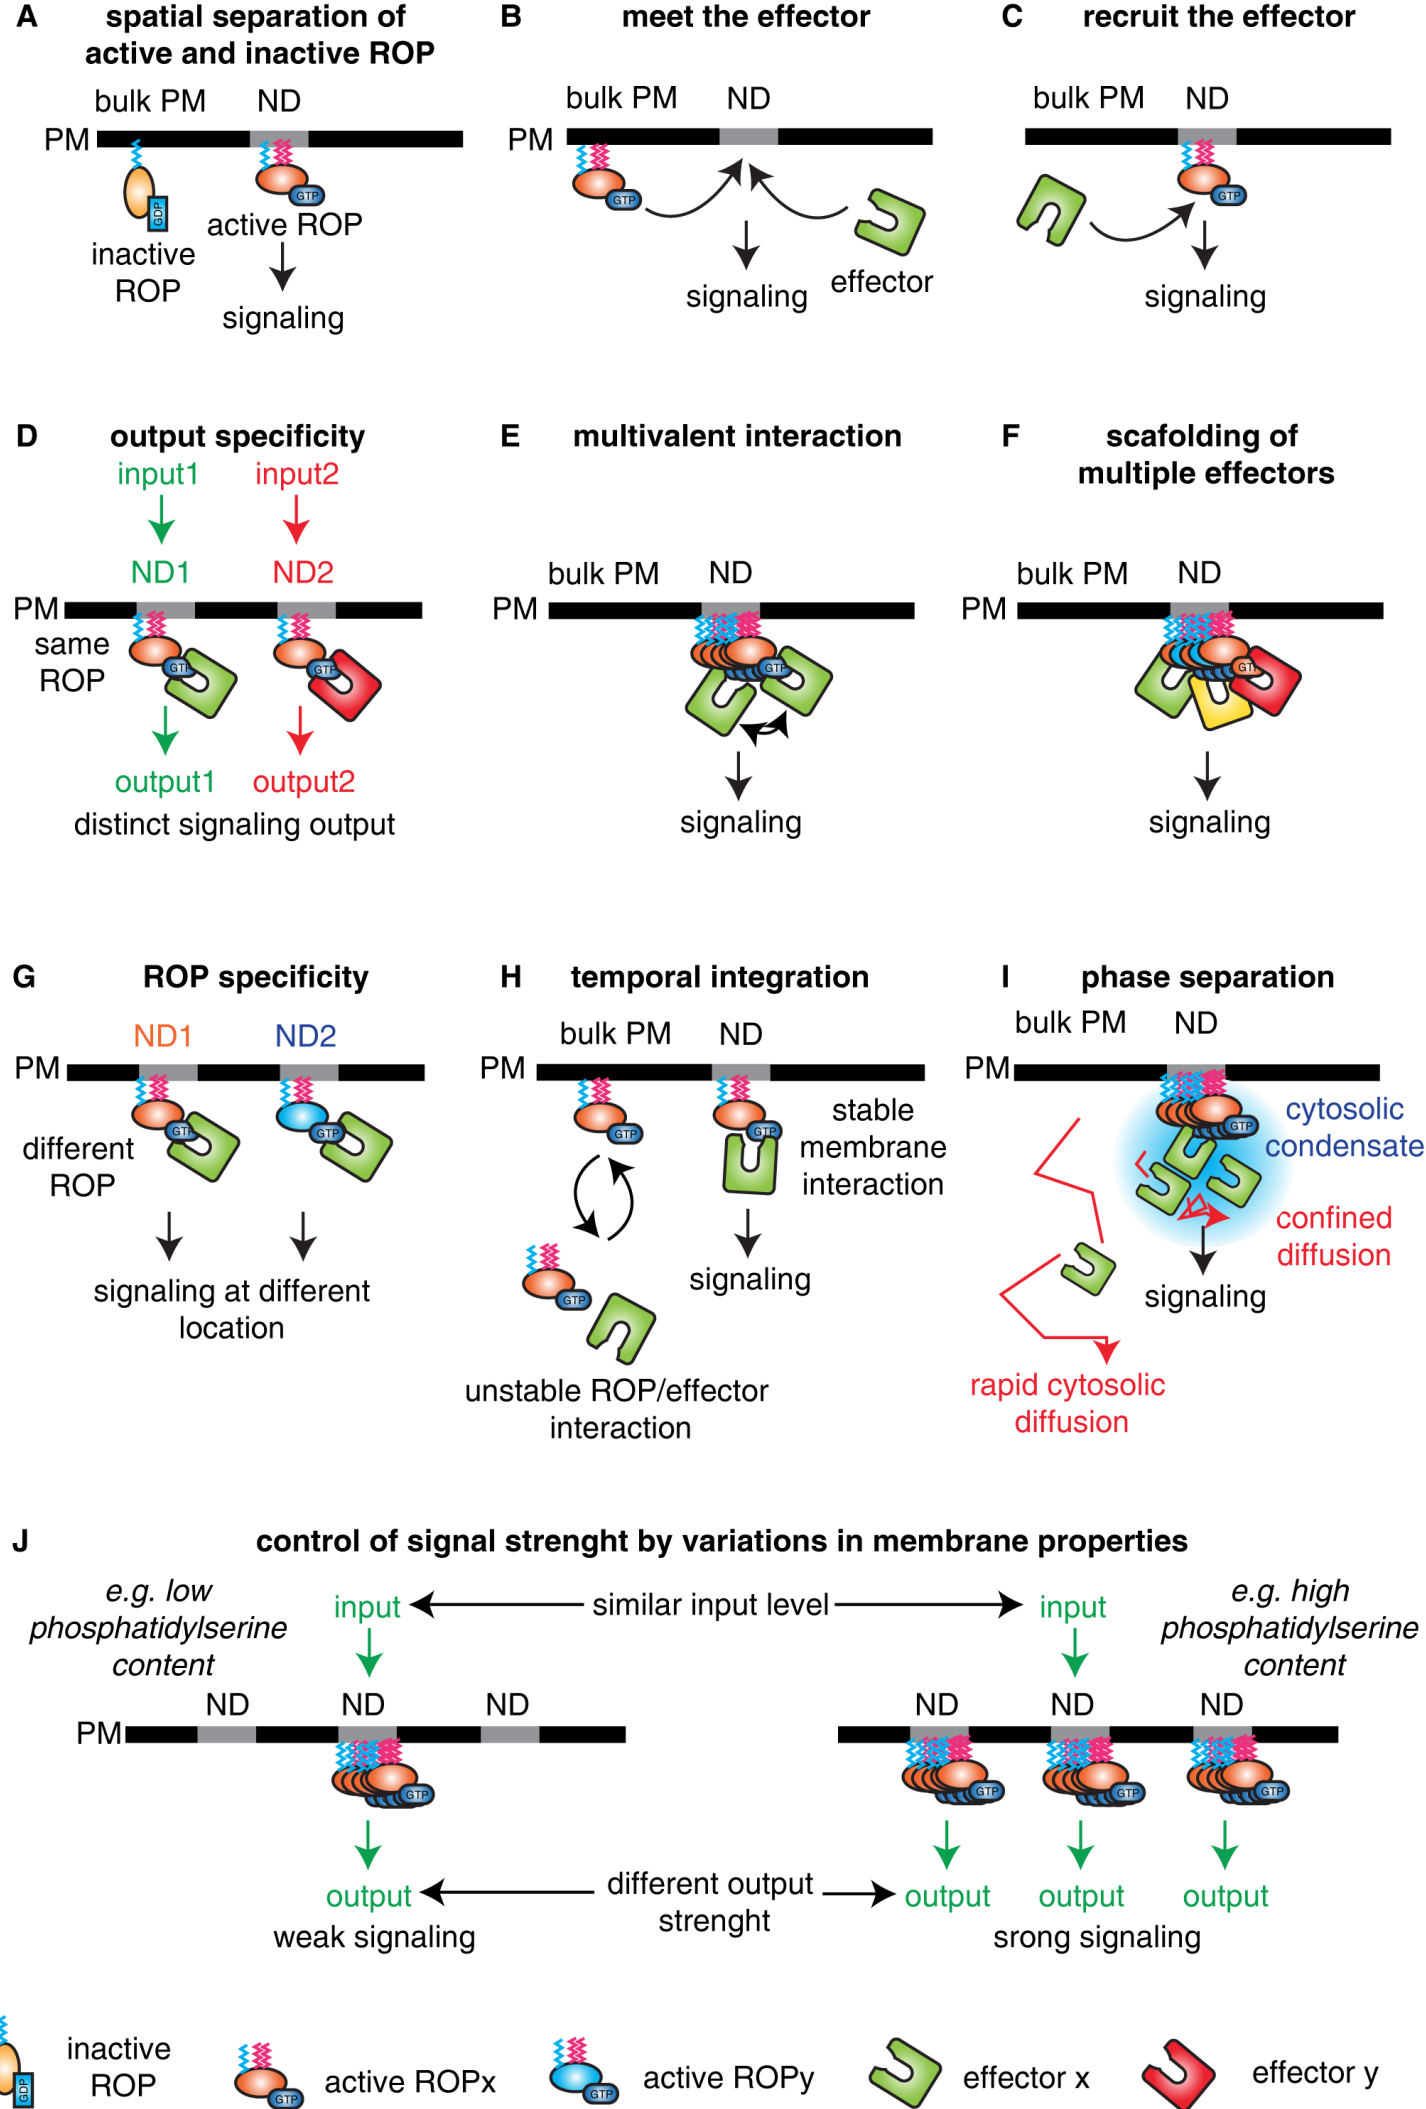 A spatial separation of
active and inactive ROP
bulk PM ND
PM
GDP
GTP
active ROP
inactive
ROP
signaling
B meet the effector
bulk PM ND
PM
GTP
signaling
effector
C recruit the effector
bulk PM ND
GTP
signaling
D output specificity
input1 input2
ND1 ND2
PM
same
ROP
GTP GTP
output1 output2
distinct signaling output
E multivalent interaction
bulk PM ND
PM
GTP
signaling
F scafolding of
multiple effectors
bulk PM ND
PM
GT
signaling
G ROP specificity
ND1 ND2
PM
GTP GTP
different
ROP
signaling at different
location
H temporal integration
bulk PM ND
PM
GTP GTP
stable
membrane
interaction
GTP
signaling
unstable ROP/effector
interaction
I phase separation
bulk PM ND
PM
GTP
cytosolic
condensate
confined
diffusion
signaling
rapid cytosolic
diffusion
J control of signal strenght by variations in membrane properties
e.g. low
phosphatidylserine
content
input similar input level input
e.g. high
phosphatidylserine
content
ND ND ND ND ND ND
PM
GTP GTP GTP GTP
output different output
strenght
output output output
weak signaling srong signaling
GDP
inactive
ROP
GTP
active ROPx
GTP
active ROPy
effector x
effector y